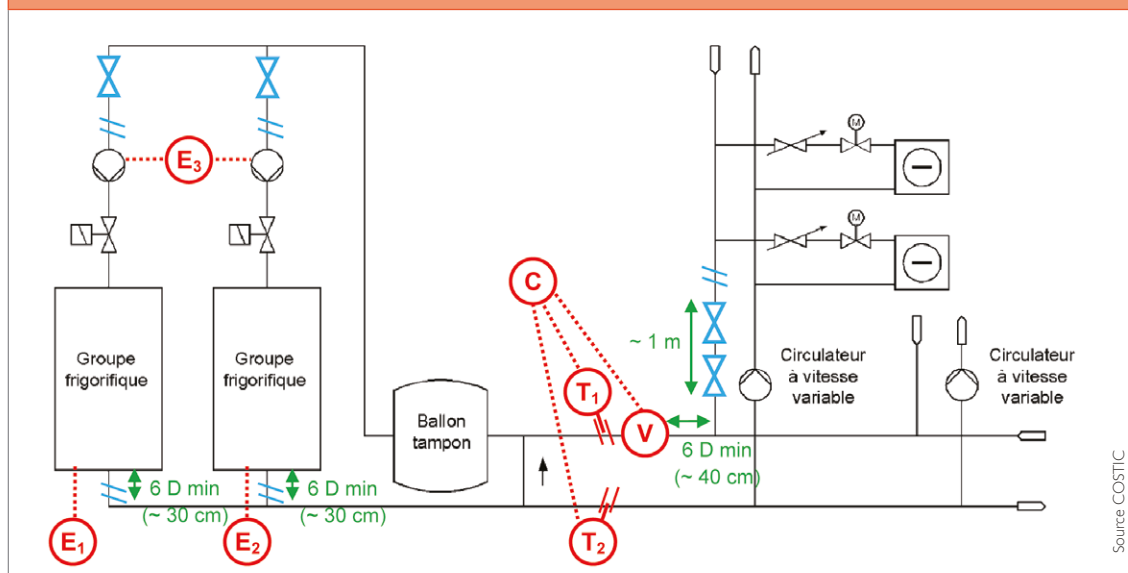 E₃
M
M
C
~ 1 m
Groupe
frigorifique
Groupe
frigorifique
Circulateur
à vitesse
variable
Circulateur
à vitesse
variable
T₁
Ballon
tampon
V
6 D min
(~ 40 cm)
6 D min
(~ 30 cm)
6 D min
(~ 30 cm)
E₁
E₂
T₂
Source COSTIC